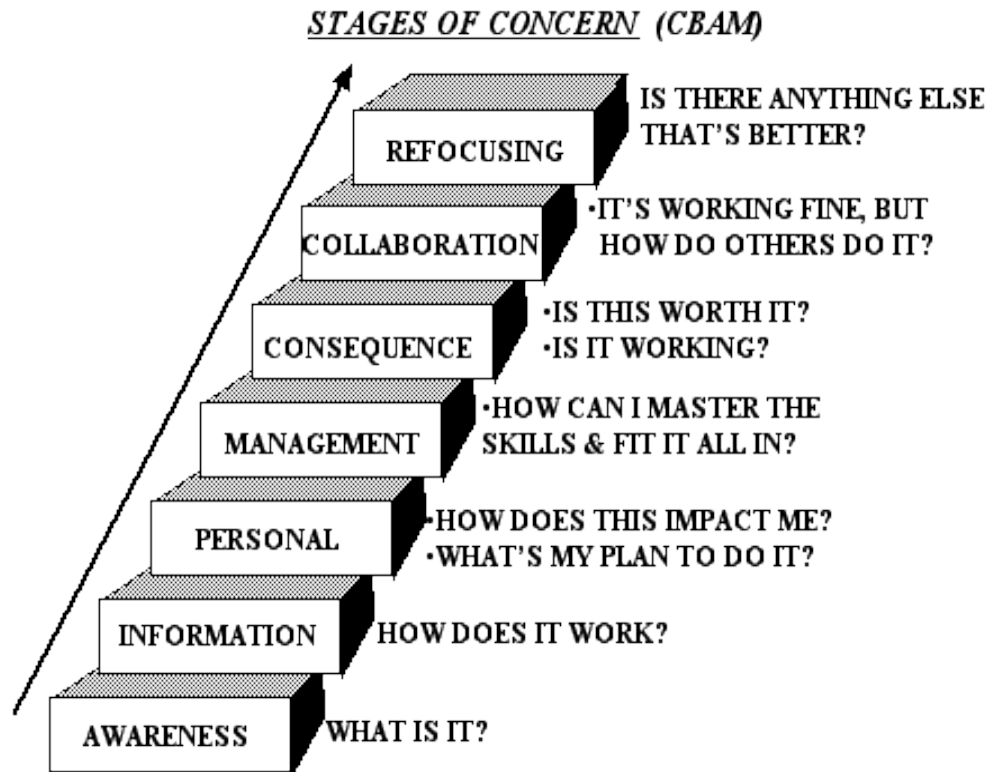 STAGES OF CONCERN (CBAM)
REFOCUSING
IS THERE ANYTHING ELSE
THAT'S BETTER?
COLLABORATION
•IT'S WORKING FINE, BUT
HOW DO OTHERS DO IT?
CONSEQUENCE
•IS THIS WORTH IT?
•IS IT WORKING?
MANAGEMENT
•HOW CAN I MASTER THE
SKILLS & FIT IT ALL IN?
PERSONAL
•HOW DOES THIS IMPACT ME?
•WHAT'S MY PLAN TO DO IT?
INFORMATION
HOW DOES IT WORK?
AWARENESS
WHAT IS IT?